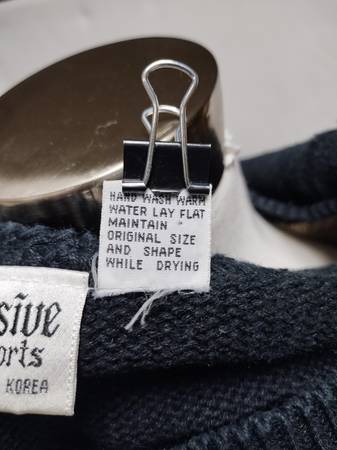 HAND WASH WARM
WATER LAY FLAT
MAINTAIN
ORIGINAL SIZE
AND SHAPE
WHILE DRYING
KOREA